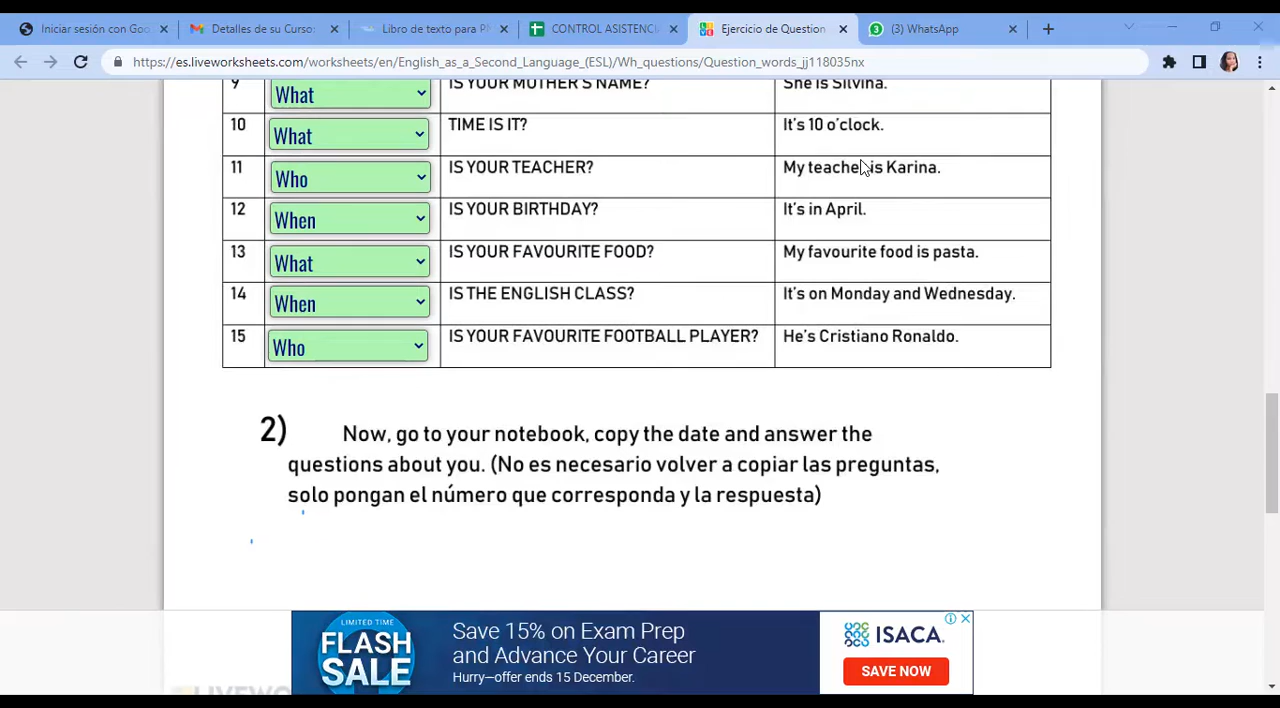 Iniciar sesión con Goo
Detalles de su Curso:
Libro de texto para P
CONTROL ASISTENCI
Ejercicio de Question
(3) WhatsApp
https://es.liveworksheets.com/worksheets/en/English_as_a_Second_Language_(ESL)/Wh_questions/Question_words_jj118035nx
9 What IS YOUR MOTHER'S NAME? She is Silvina.
10 What TIME IS IT? It's 10 o'clock.
11 Who IS YOUR TEACHER? My teacher is Karina.
12 When IS YOUR BIRTHDAY? It's in April.
13 What IS YOUR FAVOURITE FOOD? My favourite food is pasta.
14 When IS THE ENGLISH CLASS? It's on Monday and Wednesday.
15 Who IS YOUR FAVOURITE FOOTBALL PLAYER? He's Cristiano Ronaldo.
2) Now, go to your notebook, copy the date and answer the
questions about you. (No es necesario volver a copiar las preguntas,
solo pongan el número que corresponda y la respuesta)
LIMITED TIME
FLASH
SALE
Save 15% on Exam Prep
and Advance Your Career
Hurry—offer ends 15 December.
ISACA.
SAVE NOW
LIVEWO